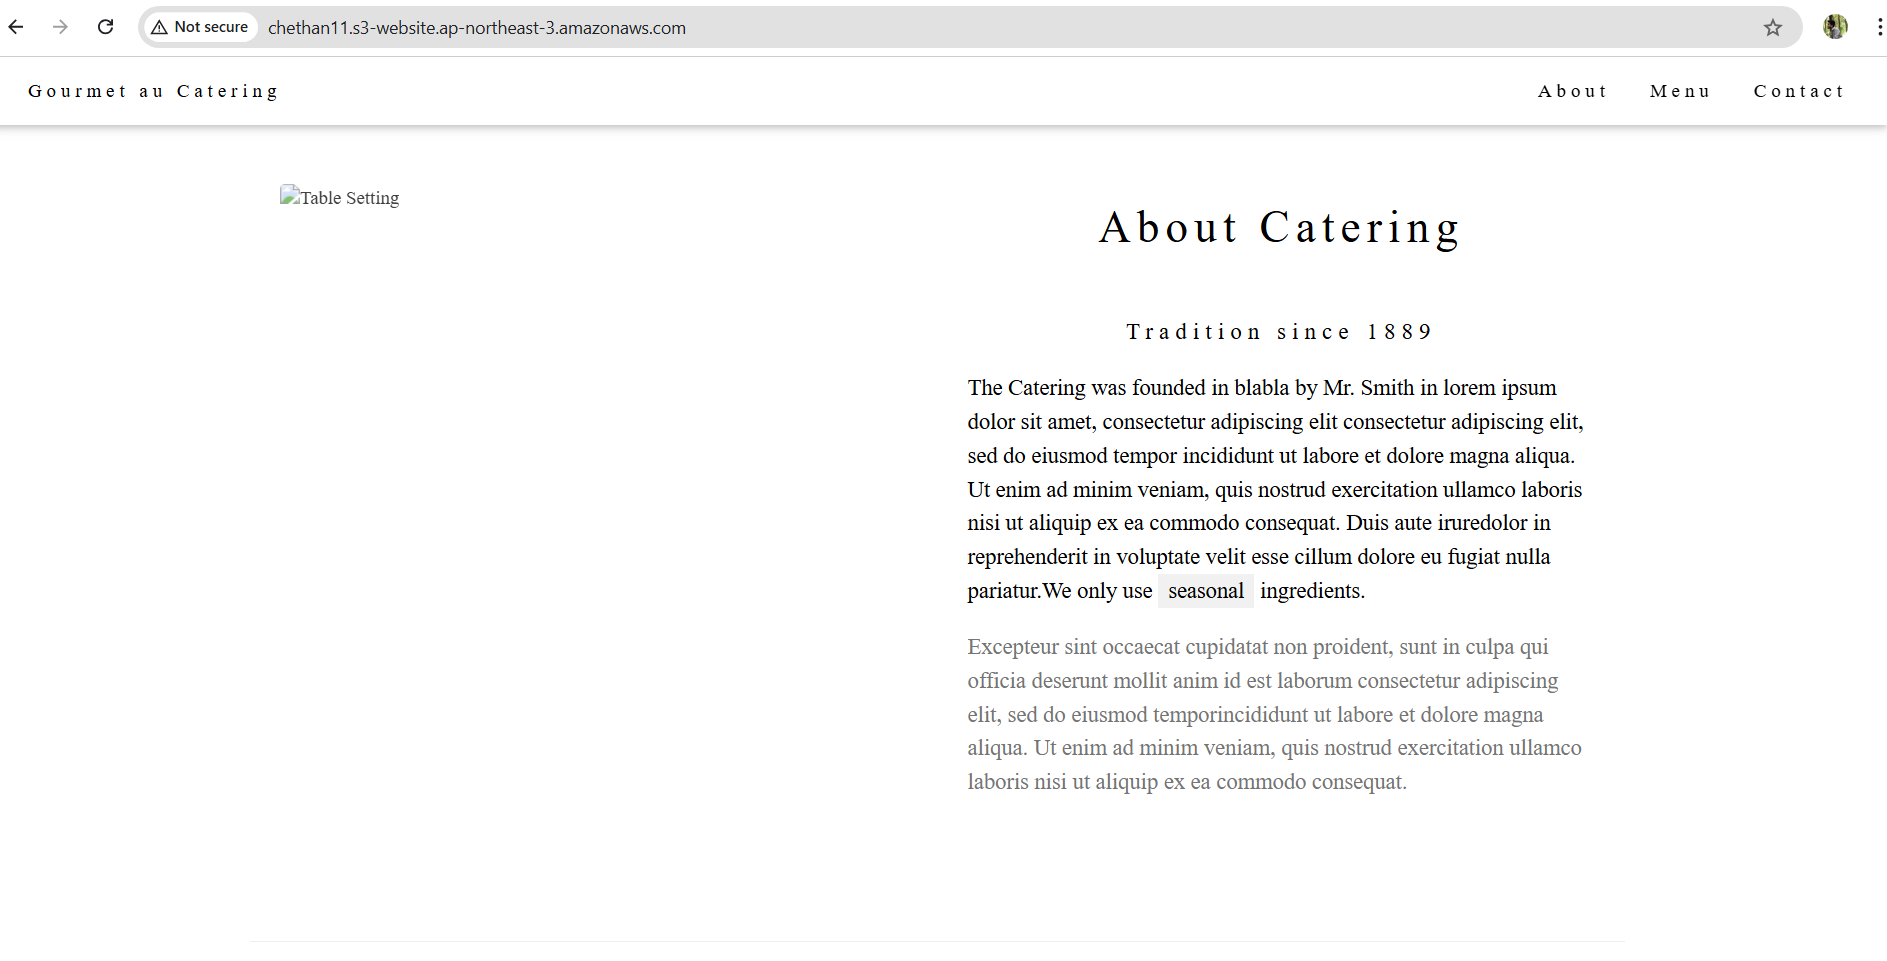 Not secure chethan11.s3-website.ap-northeast-3.amazonaws.com
Gourmet au Catering
About Menu Contact
Table Setting
About Catering
Tradition since 1889
The Catering was founded in blabla by Mr. Smith in lorem ipsum
dolor sit amet, consectetur adipiscing elit consectetur adipiscing elit,
sed do eiusmod tempor incididunt ut labore et dolore magna aliqua.
Ut enim ad minim veniam, quis nostrud exercitation ullamco laboris
nisi ut aliquip ex ea commodo consequat. Duis aute iruredolor in
reprehenderit in voluptate velit esse cillum dolore eu fugiat nulla
pariatur.We only use seasonal ingredients.
Excepteur sint occaecat cupidatat non proident, sunt in culpa qui
officia deserunt mollit anim id est laborum consectetur adipiscing
elit, sed do eiusmod temporincididunt ut labore et dolore magna
aliqua. Ut enim ad minim veniam, quis nostrud exercitation ullamco
laboris nisi ut aliquip ex ea commodo consequat.